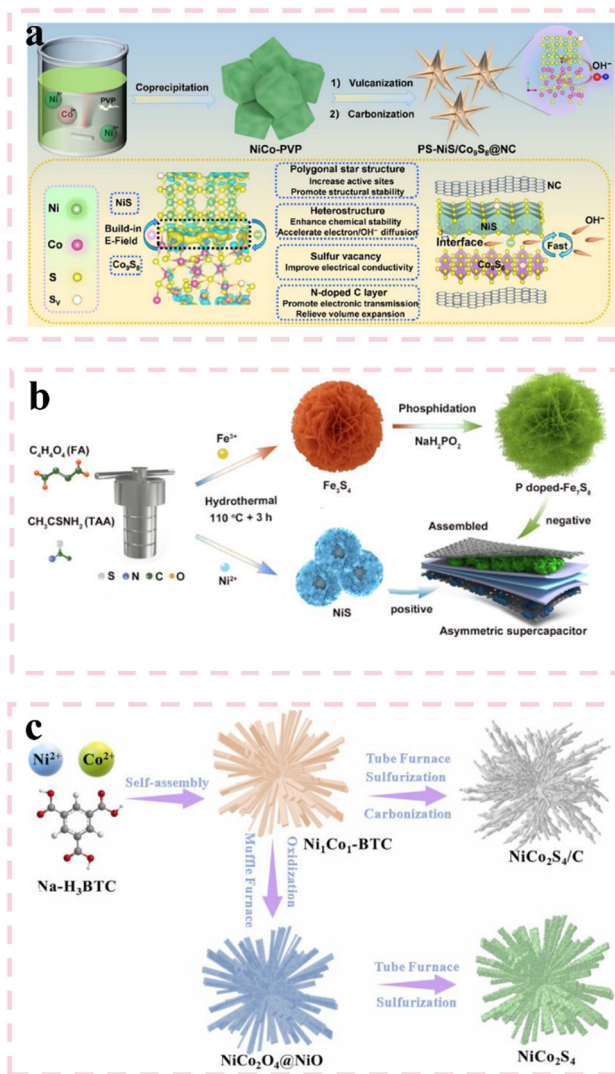 a
Ni²⁺
PVP
Co²⁺
Ni²⁺
Coprecipitation
NiCo-PVP
1) Vulcanization
2) Carbonization
PS-NiS/Co₉S₈@NC
OH⁻
Ni
Co
S
Sᵥ
NiS
Build-in
E-Field
Co₉S₈
Polygonal star structure
Increase active sites
Promote structural stability
Heterostructure
Enhance chemical stability
Accelerate electron/OH⁻ diffusion
Sulfur vacancy
Improve electrical conductivity
N-doped C layer
Promote electronic transmission
Relieve volume expansion
NC
NiS
OH⁻
Interface
Fast
Co₉S₈
b
C₄H₄O₄ (FA)
CH₃CSNH₂ (TAA)
S N C O
Fe³⁺
Hydrothermal
110 °C + 3 h
Ni²⁺
Fe₃S₄
Phosphidation
NaH₂PO₂
P doped-Fe₇S₈
negative
NiS
positive
Assembled
Asymmetric supercapacitor
c
Ni²⁺
Co²⁺
Na-H₃BTC
Self-assembly
Ni₁Co₁-BTC
Tube Furnace
Sulfurization
Carbonization
NiCo₂S₄/C
Muffle Furnace
Oxidization
NiCo₂O₄@NiO
Tube Furnace
Sulfurization
NiCo₂S₄